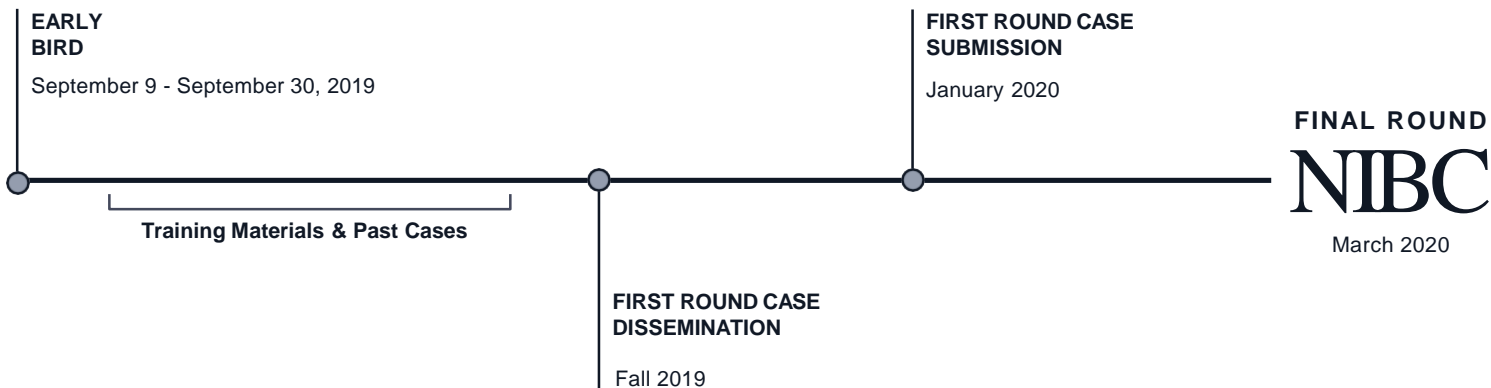 EARLY
BIRD
September 9 - September 30, 2019
Training Materials & Past Cases
FIRST ROUND CASE
DISSEMINATION
Fall 2019
FIRST ROUND CASE
SUBMISSION
January 2020
FINAL ROUND
NIBC
March 2020